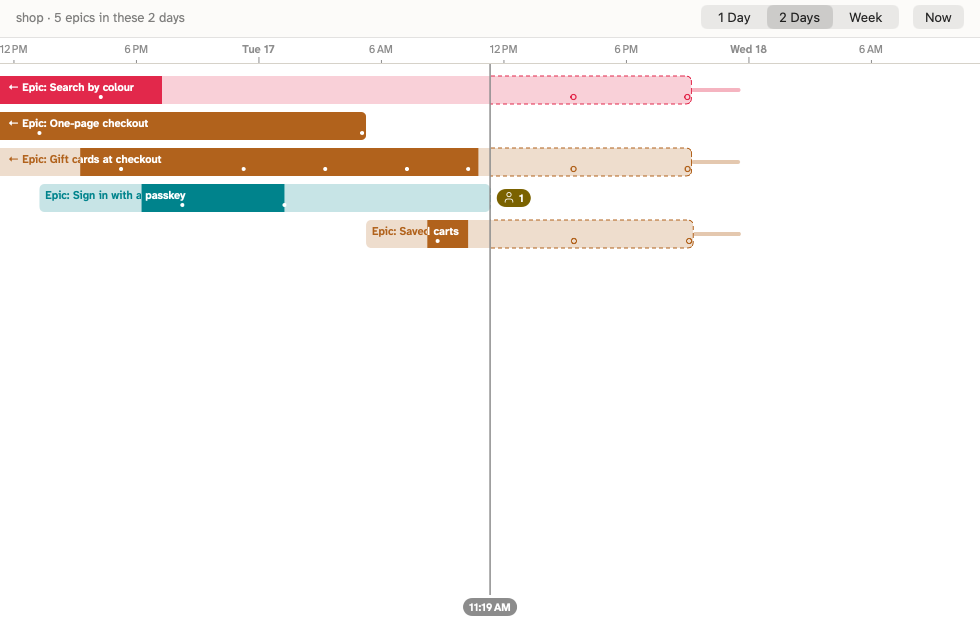 shop · 5 epics in these 2 days
1 Day
2 Days
Week
Now
12 PM
6 PM
Tue 17
6 AM
12 PM
6 PM
Wed 18
6 AM
← Epic: Search by colour
← Epic: One-page checkout
← Epic: Gift cards at checkout
Epic: Sign in with a passkey
1
Epic: Saved carts
11:19 AM